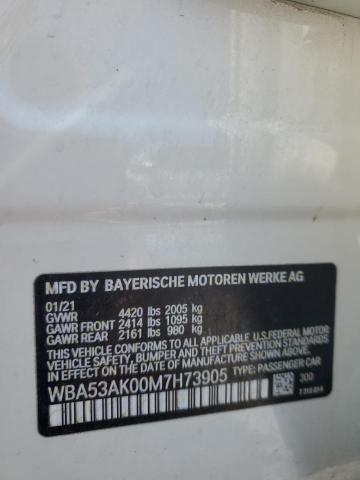 MFD BY BAYERISCHE MOTOREN WERKE AG
01/21
GVWR 4420 lbs 2005 kg
GAWR FRONT 2414 lbs 1095 kg
GAWR REAR 2161 lbs 980 kg
THIS VEHICLE CONFORMS TO ALL APPLICABLE U.S. FEDERAL MOTOR
VEHICLE SAFETY, BUMPER, AND THEFT PREVENTION STANDARDS
IN EFFECT ON THE DATE OF MANUFACTURE SHOWN ABOVE.
WBA53AK00M7H73905 TYPE: PASSENGER CAR
300